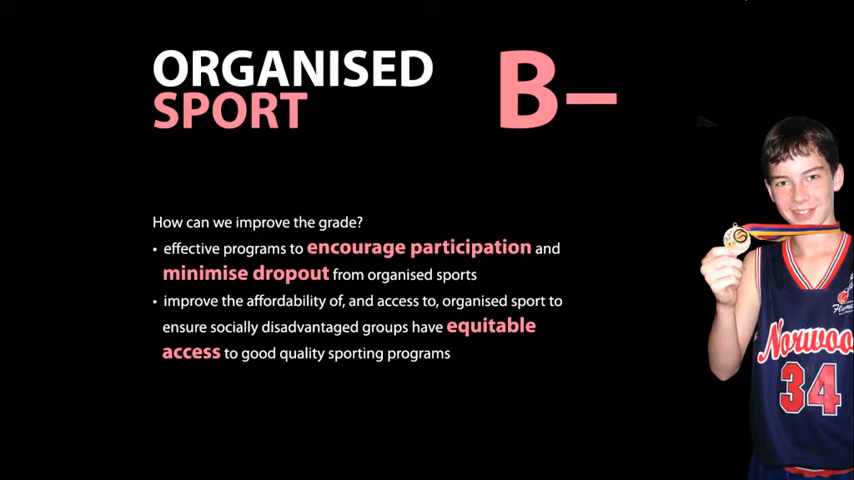 ORGANISED
SPORT
B–
How can we improve the grade?
• effective programs to encourage participation and
minimise dropout from organised sports
• improve the affordability of, and access to, organised sport to
ensure socially disadvantaged groups have equitable
access to good quality sporting programs
34